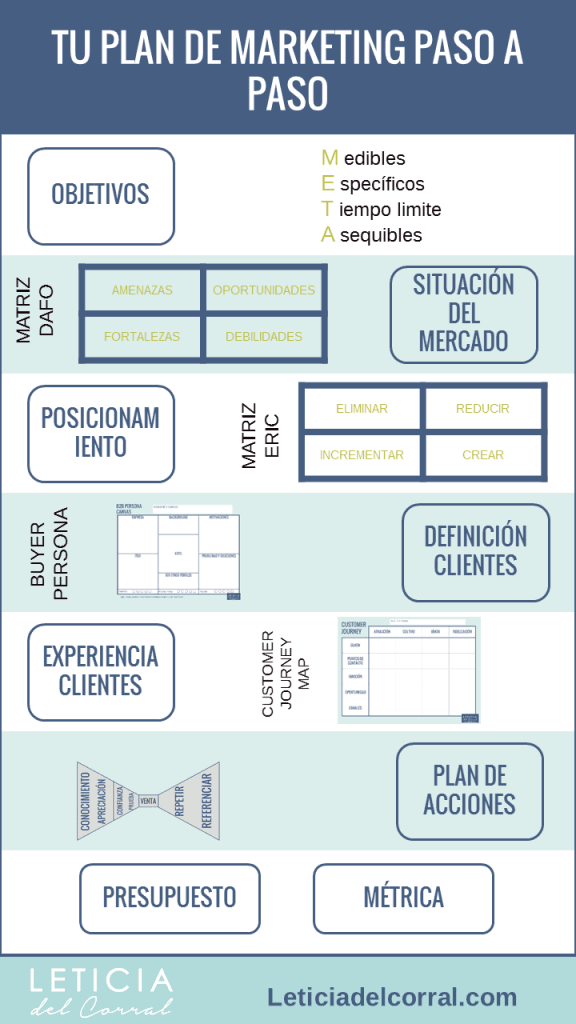 TU PLAN DE MARKETING PASO A
PASO
OBJETIVOS
M edibles
E specíficos
T iempo limite
A sequibles
MATRIZ
DAFO
AMENAZAS
OPORTUNIDADES
FORTALEZAS
DEBILIDADES
SITUACIÓN
DEL
MERCADO
POSICIONAM
IENTO
MATRIZ
ERIC
ELIMINAR
REDUCIR
INCREMENTAR
CREAR
BUYER
PERSONA
B2B PERSONA
CANVAS
DEFINICIÓN
CLIENTES
EXPERIENCIA
CLIENTES
CUSTOMER
JOURNEY
MAP
CUSTOMER
JOURNEY
CONOCIMIENTO
APRECIACIÓN
CONFIANZA
PRUEBA
VENTA
REPETIR
REFERENCIAR
PLAN DE
ACCIONES
PRESUPUESTO
MÉTRICA
LETICIA
del Corral
Leticiadelcorral.com